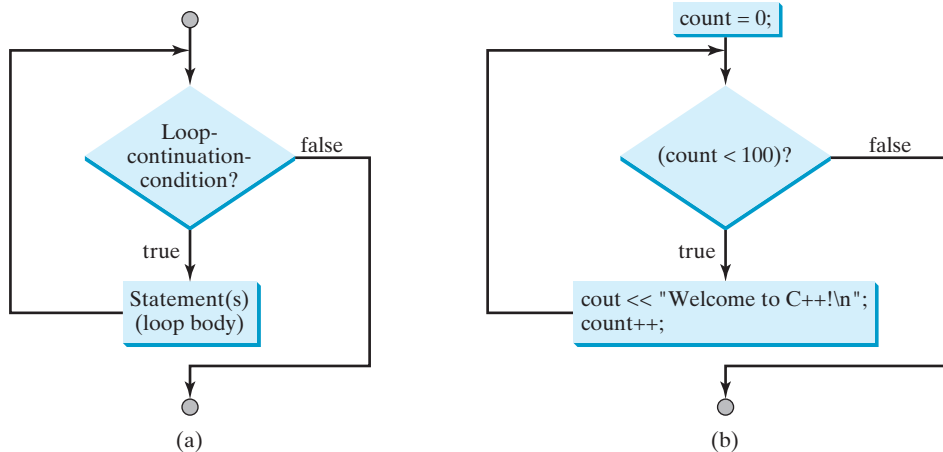 Loop-
continuation-
condition?
false
true
Statement(s)
(loop body)
(a)
count = 0;
(count < 100)?
false
true
cout << "Welcome to C++!\n";
count++;
(b)